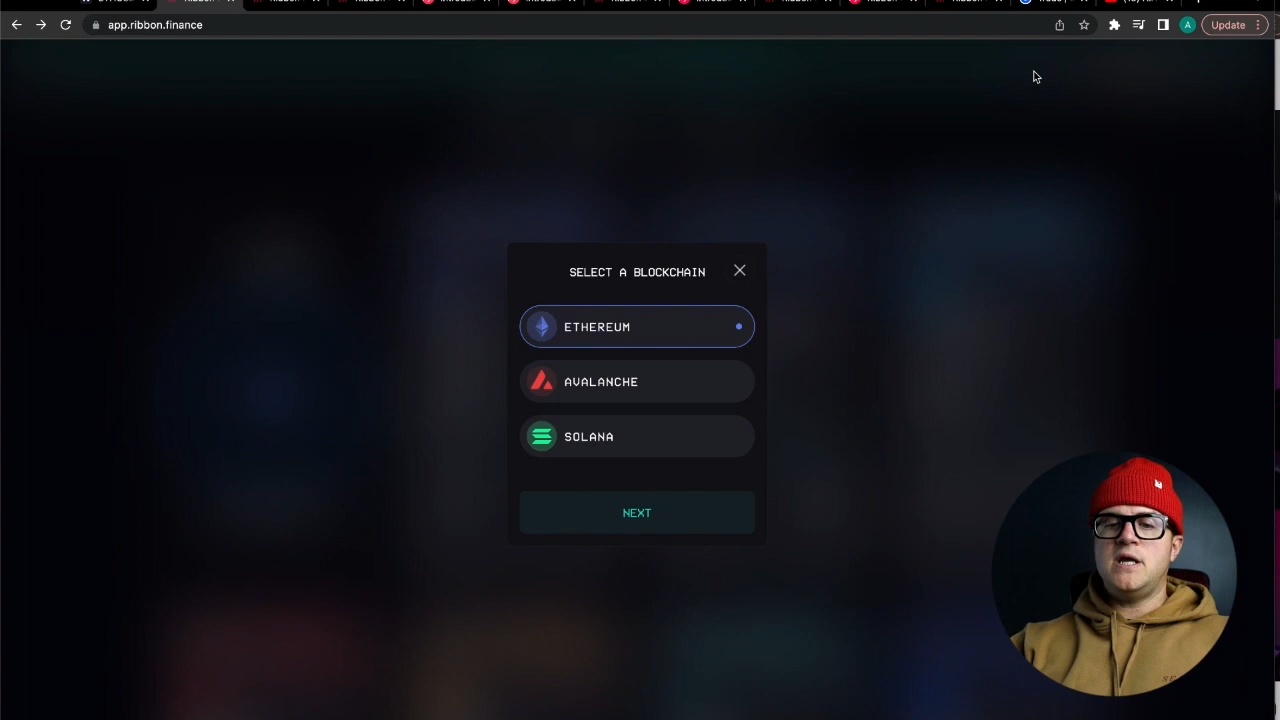 app.ribbon.finance
A
Update
SELECT A BLOCKCHAIN
ETHEREUM
AVALANCHE
SOLANA
NEXT